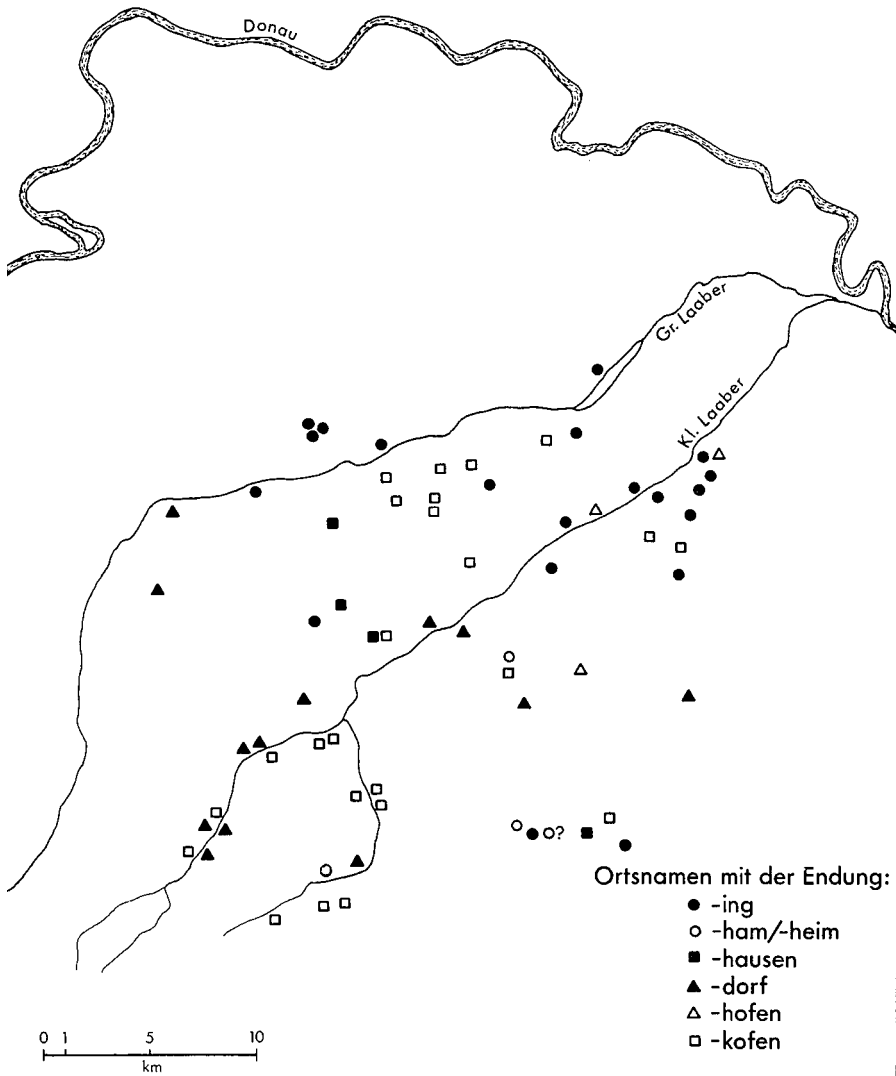 Donau
Gr. Laaber
Kl. Laaber
?
Ortsnamen mit der Endung:
-ing
-ham/-heim
-hausen
-dorf
-hofen
-kofen
0 1 5 10
km